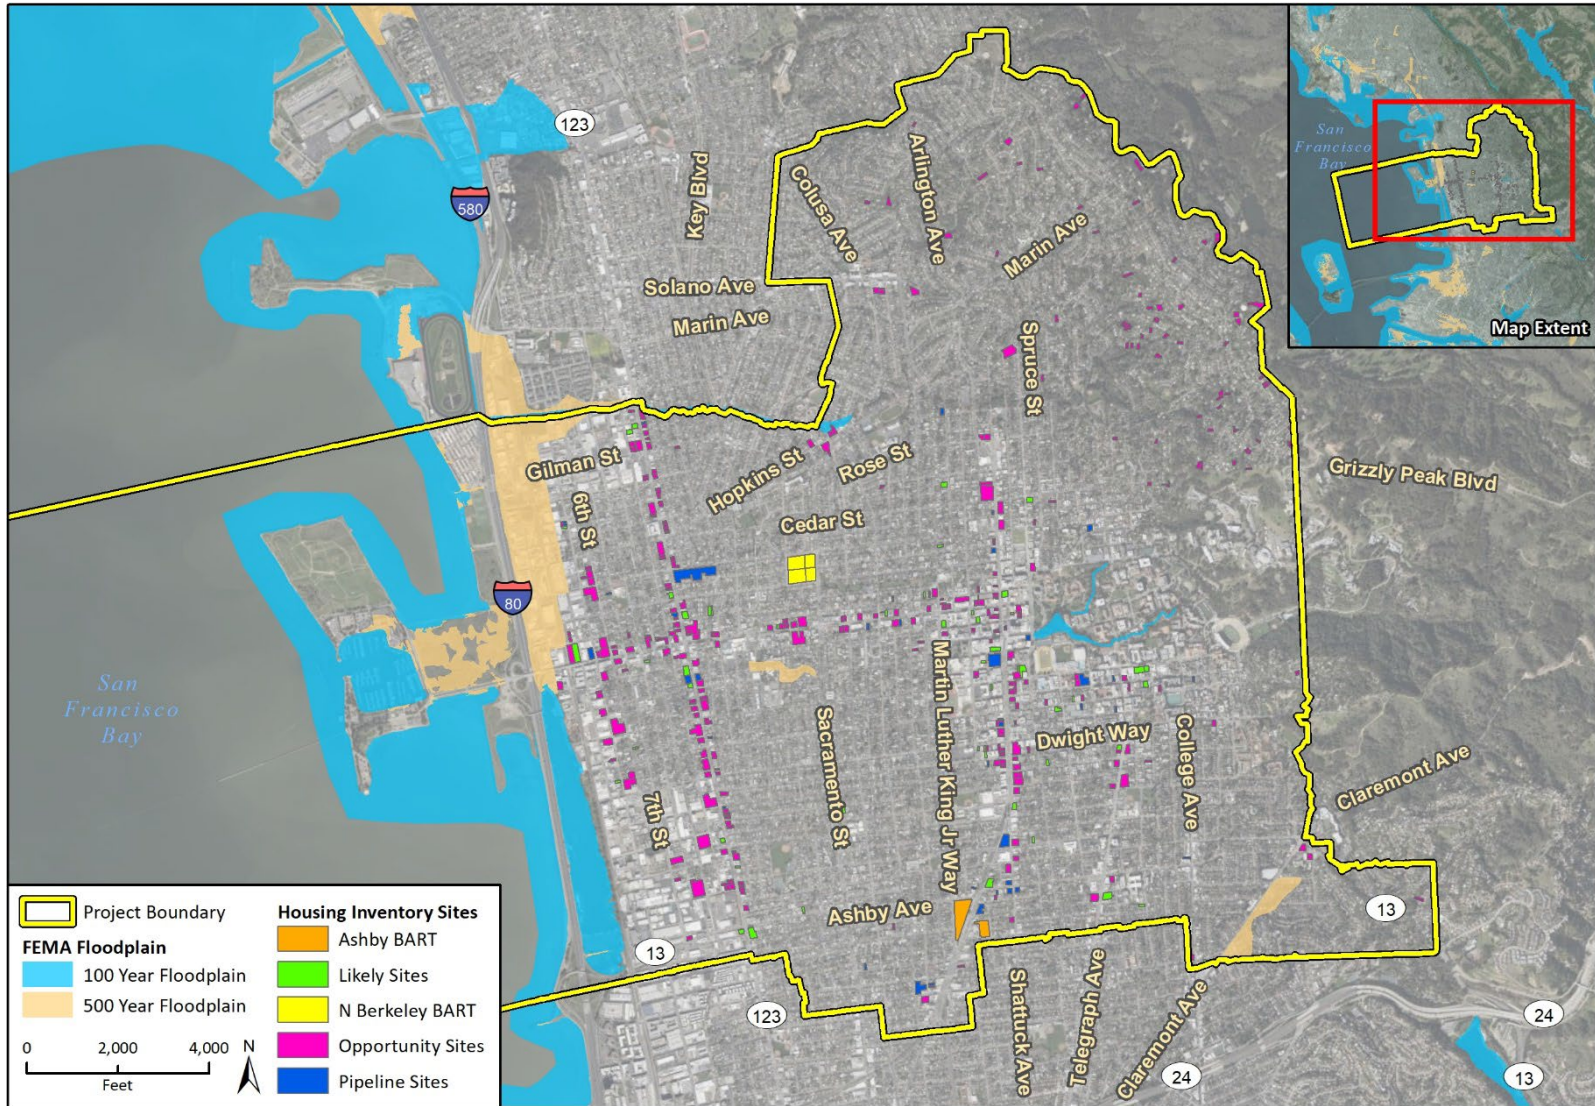 123
580
Key Blvd
Colusa Ave
Arlington Ave
Marin Ave
Solano Ave
Marin Ave
Spruce St
San
Francisco
Bay
Map Extent
Gilman St
Hopkins St
Rose St
Grizzly Peak Blvd
6th St
Cedar St
80
San
Francisco
Bay
Sacramento St
Martin Luther King Jr Way
Dwight Way
College Ave
Claremont Ave
7th St
Ashby Ave
13
13
123
Shattuck Ave
Telegraph Ave
Claremont Ave
24
24
13
Project Boundary
FEMA Floodplain
100 Year Floodplain
500 Year Floodplain
0 2,000 4,000
Feet
N
Housing Inventory Sites
Ashby BART
Likely Sites
N Berkeley BART
Opportunity Sites
Pipeline Sites